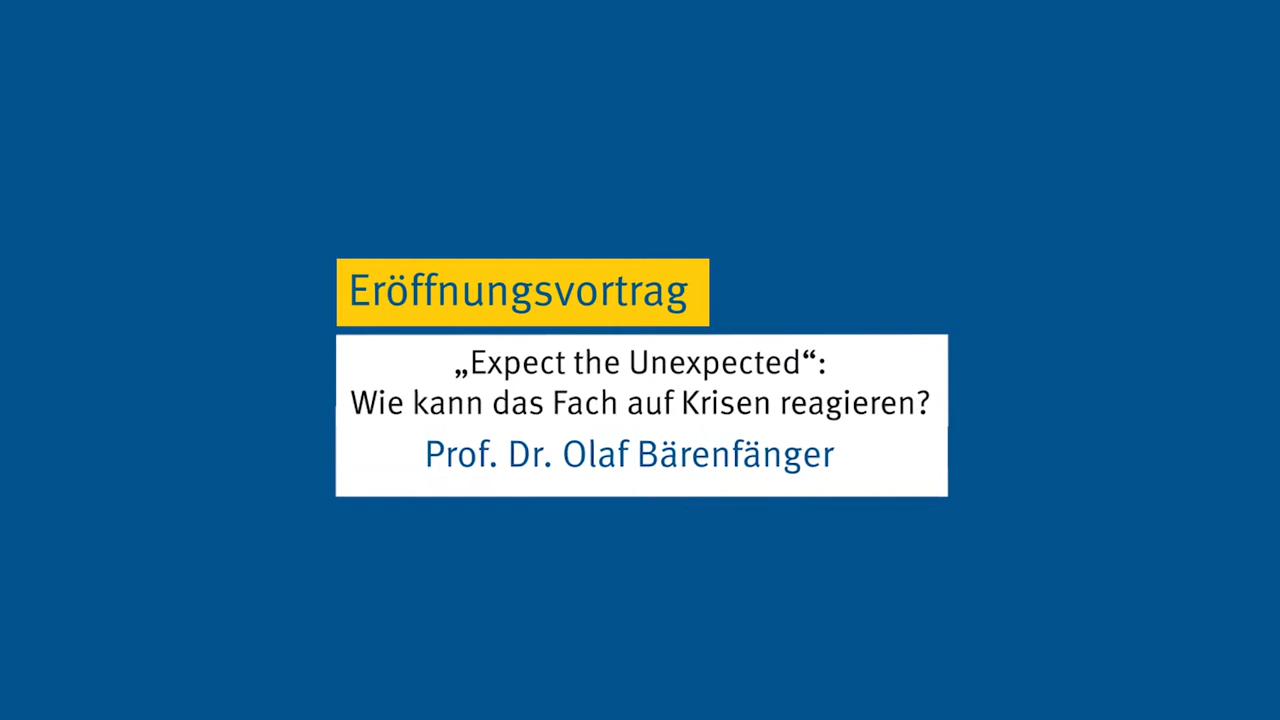 Eröffnungsvortrag
„Expect the Unexpected“:
Wie kann das Fach auf Krisen reagieren?
Prof. Dr. Olaf Bärenfänger